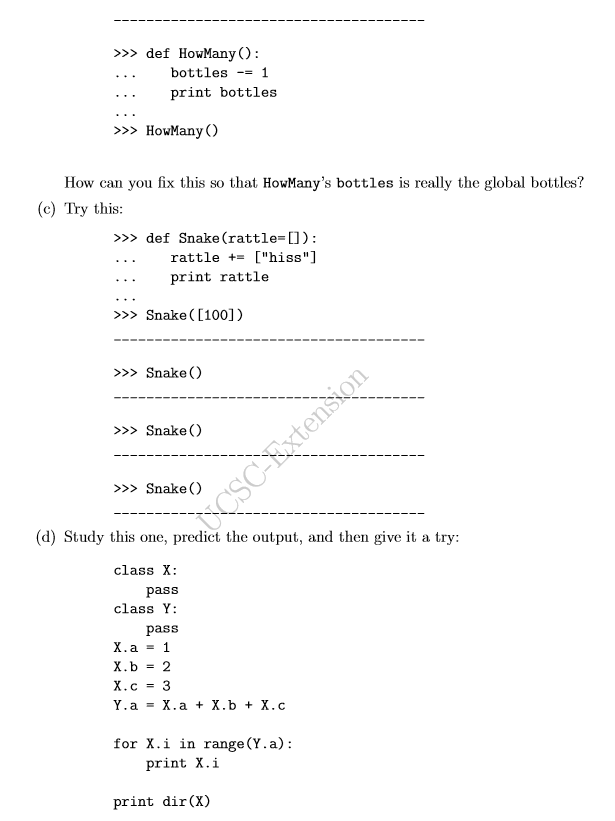 --------------------------------------
>>> def HowMany():
...    bottles -= 1
...    print bottles
...
>>> HowMany()
How can you fix this so that HowMany's bottles is really the global bottles?
(c) Try this:
>>> def Snake(rattle=[]):
...    rattle += ["hiss"]
...    print rattle
...
>>> Snake([100])
--------------------------------------
>>> Snake()
--------------------------------------
>>> Snake()
--------------------------------------
>>> Snake()
--------------------------------------
UCSC-Extension
(d) Study this one, predict the output, and then give it a try:
class X:
    pass
class Y:
    pass
X.a = 1
X.b = 2
X.c = 3
Y.a = X.a + X.b + X.c
for X.i in range(Y.a):
    print X.i
print dir(X)